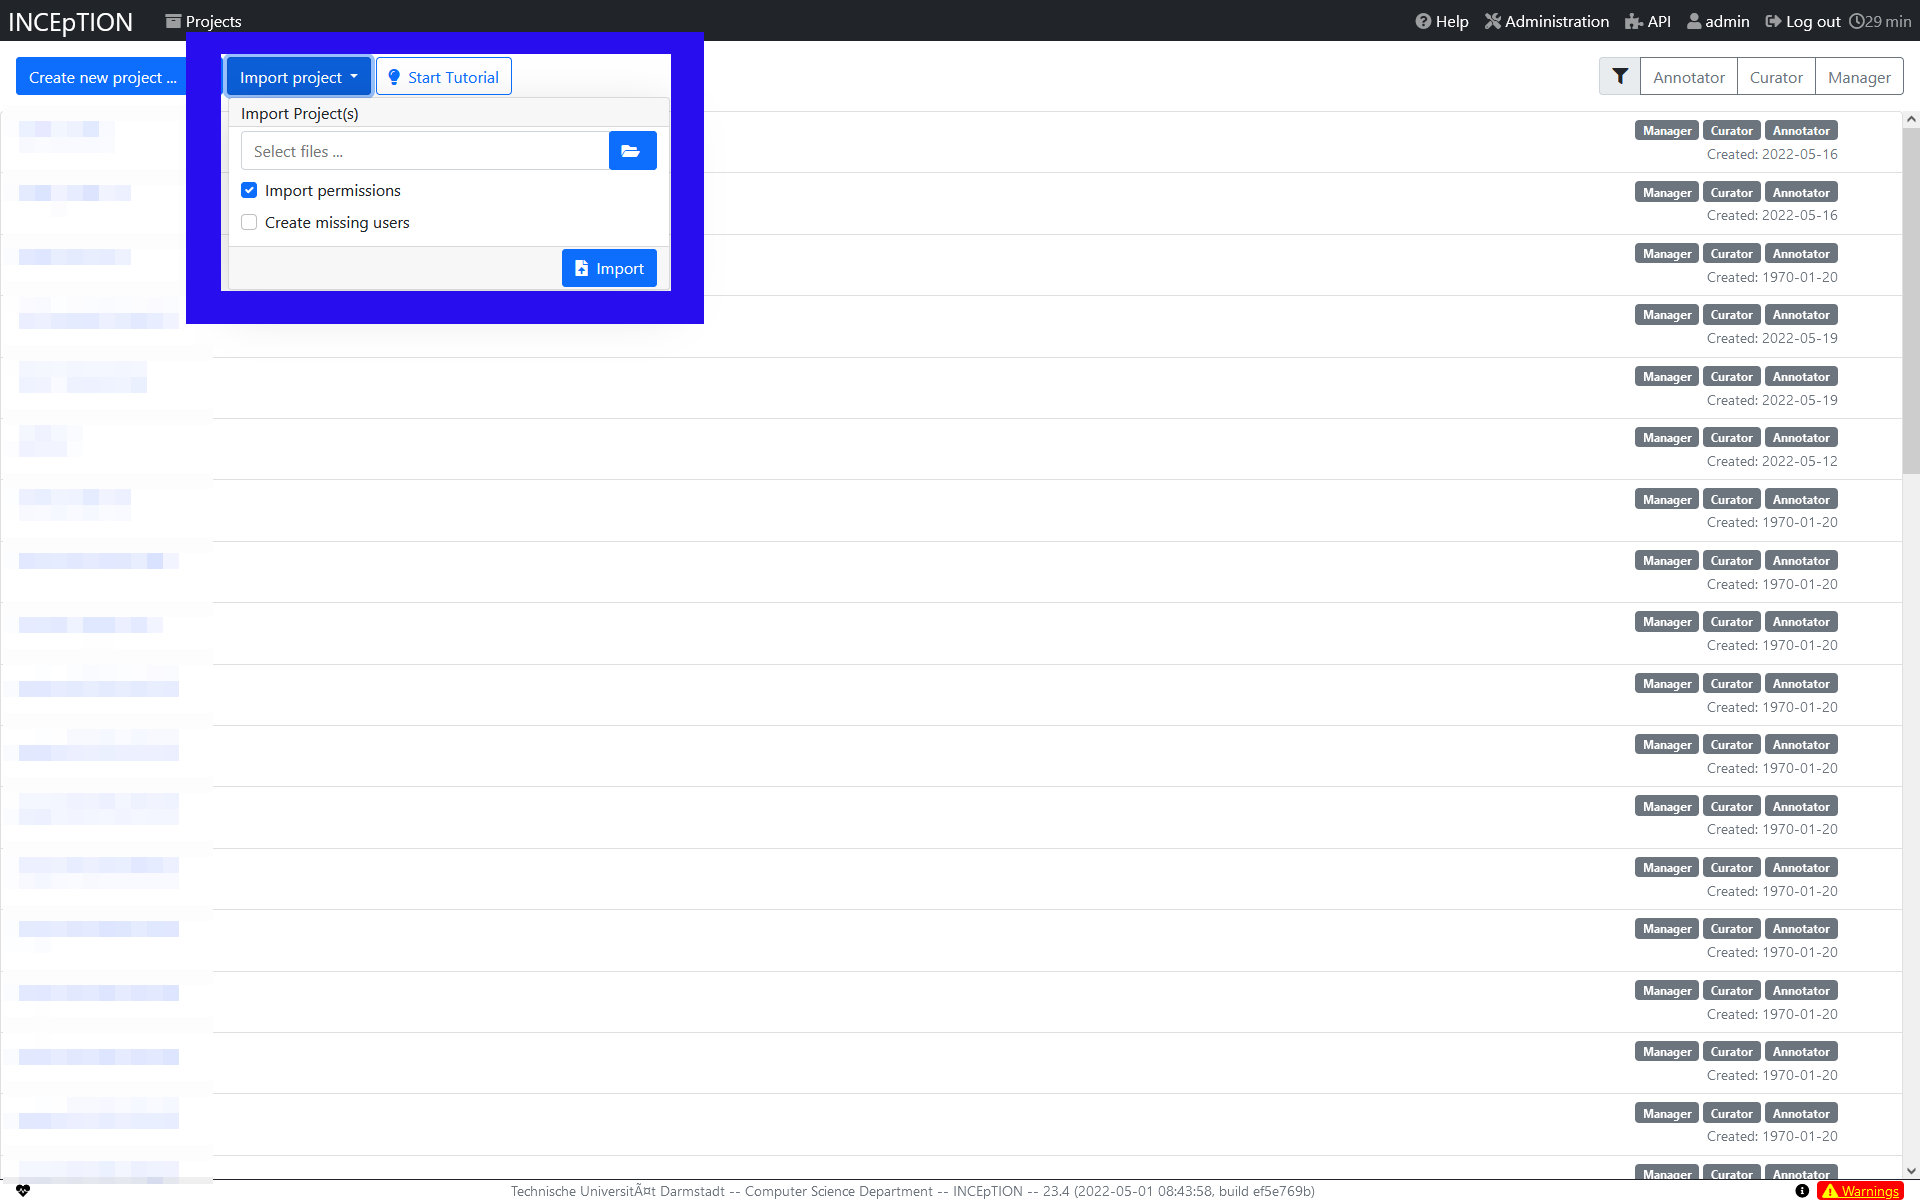 INCEpTION Projects Help Administration API admin Log out 29 min
Create new project ... Import project Start Tutorial Annotator Curator Manager
Import Project(s)
Select files ...
Import permissions
Create missing users
Import
Manager Curator Annotator
Created: 2022-05-16
Manager Curator Annotator
Created: 2022-05-16
Manager Curator Annotator
Created: 1970-01-20
Manager Curator Annotator
Created: 2022-05-19
Manager Curator Annotator
Created: 2022-05-19
Manager Curator Annotator
Created: 2022-05-12
Manager Curator Annotator
Created: 1970-01-20
Manager Curator Annotator
Created: 1970-01-20
Manager Curator Annotator
Created: 1970-01-20
Manager Curator Annotator
Created: 1970-01-20
Manager Curator Annotator
Created: 1970-01-20
Manager Curator Annotator
Created: 1970-01-20
Manager Curator Annotator
Created: 1970-01-20
Manager Curator Annotator
Created: 1970-01-20
Manager Curator Annotator
Created: 1970-01-20
Manager Curator Annotator
Created: 1970-01-20
Manager Curator Annotator
Created: 1970-01-20
Manager Curator Annotator
Technische UniversitÃ¤t Darmstadt -- Computer Science Department -- INCEpTION -- 23.4 (2022-05-01 08:43:58, build ef5e769b) Warnings